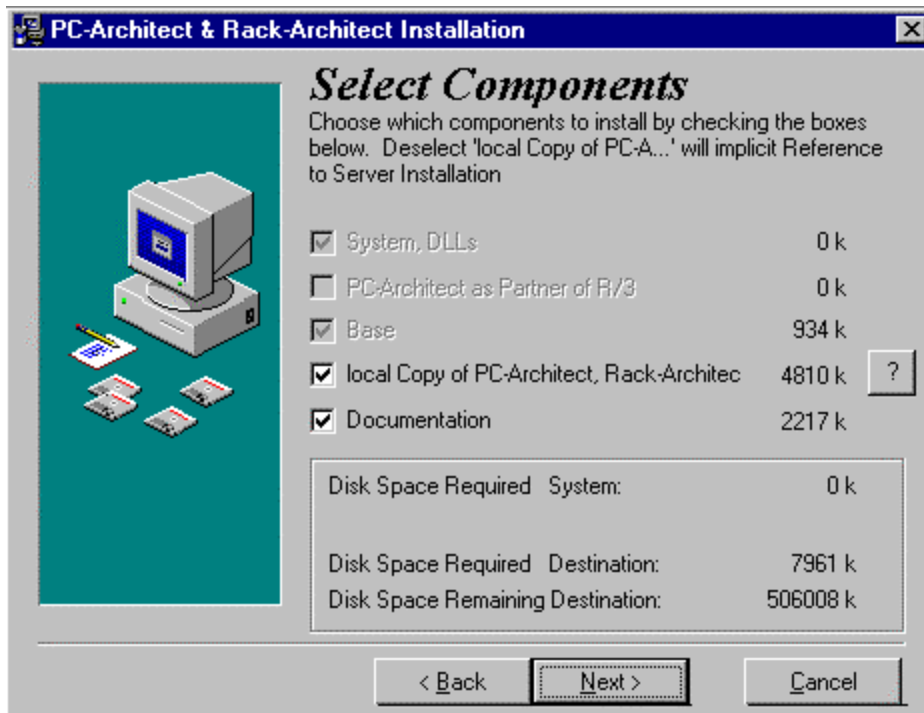 PC-Architect & Rack-Architect Installation
Select Components
Choose which components to install by checking the boxes
below. Deselect 'local Copy of PC-A...' will implicit Reference
to Server Installation
System, DLLs 0 k
PC-Architect as Partner of R/3 0 k
Base 934 k
local Copy of PC-Architect, Rack-Architec 4810 k ?
Documentation 2217 k
Disk Space Required System: 0 k
Disk Space Required Destination: 7961 k
Disk Space Remaining Destination: 506008 k
< Back Next > Cancel